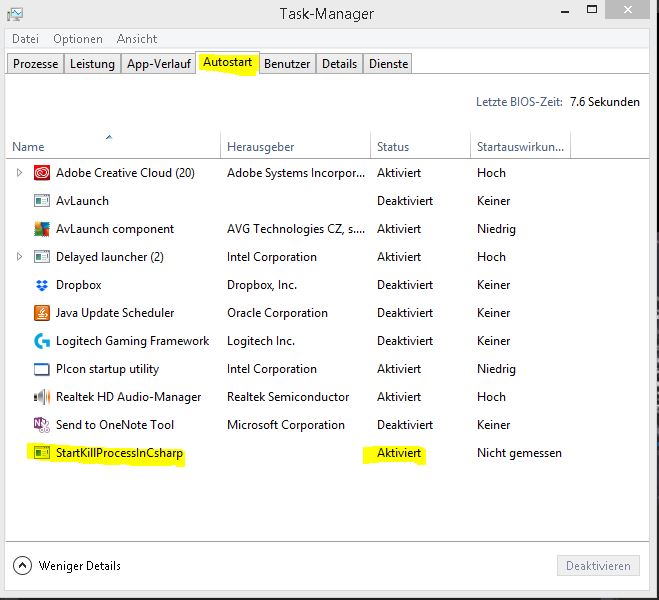 Task-Manager
Datei Optionen Ansicht
Prozesse Leistung App-Verlauf Autostart Benutzer Details Dienste
Letzte BIOS-Zeit: 7.6 Sekunden
Name Herausgeber Status Startauswirkun...
Adobe Creative Cloud (20) Adobe Systems Incorpor... Aktiviert Hoch
AvLaunch Deaktiviert Keiner
AvLaunch component AVG Technologies CZ, s.... Aktiviert Niedrig
Delayed launcher (2) Intel Corporation Aktiviert Hoch
Dropbox Dropbox, Inc. Deaktiviert Keiner
Java Update Scheduler Oracle Corporation Deaktiviert Keiner
Logitech Gaming Framework Logitech Inc. Deaktiviert Keiner
PIcon startup utility Intel Corporation Aktiviert Niedrig
Realtek HD Audio-Manager Realtek Semiconductor Aktiviert Hoch
Send to OneNote Tool Microsoft Corporation Deaktiviert Keiner
StartKillProcessInCsharp Aktiviert Nicht gemessen
Weniger Details Deaktivieren